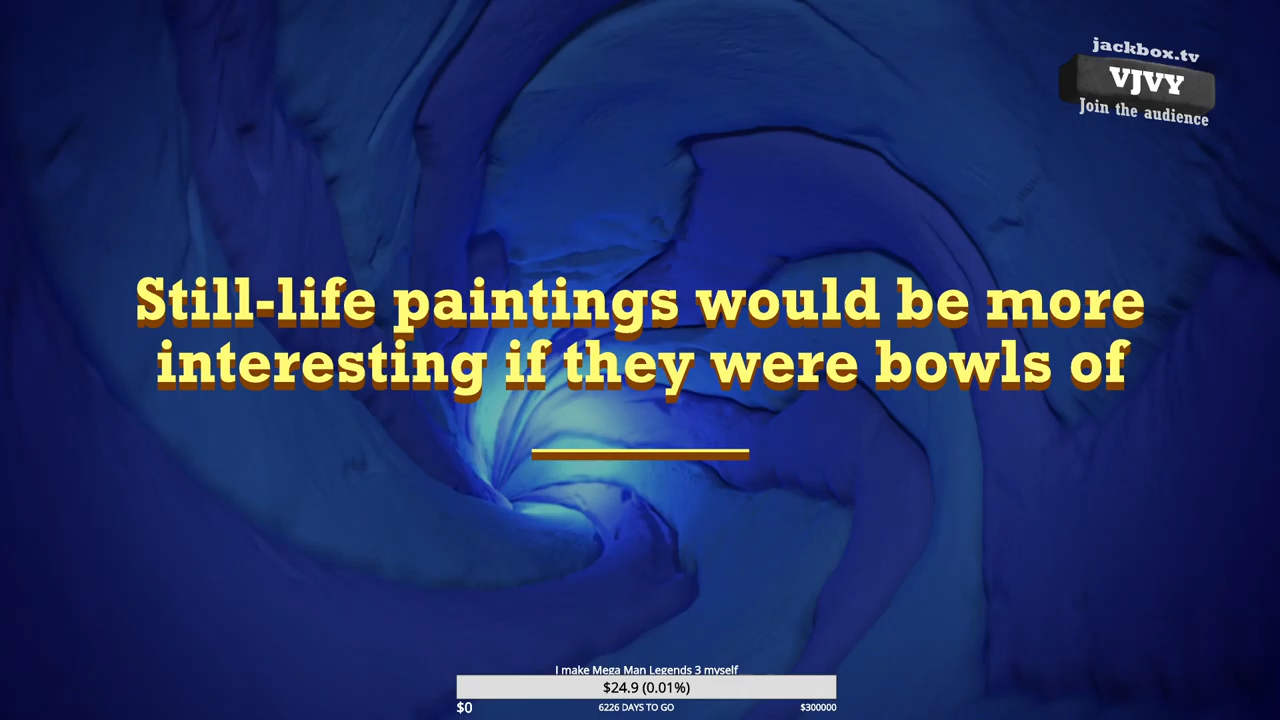 jackbox.tv
VJVY
Join the audience
Still-life paintings would be more
interesting if they were bowls of
I make Mega Man Legends 3 myself
$24.9 (0.01%)
$0 6226 DAYS TO GO $300000